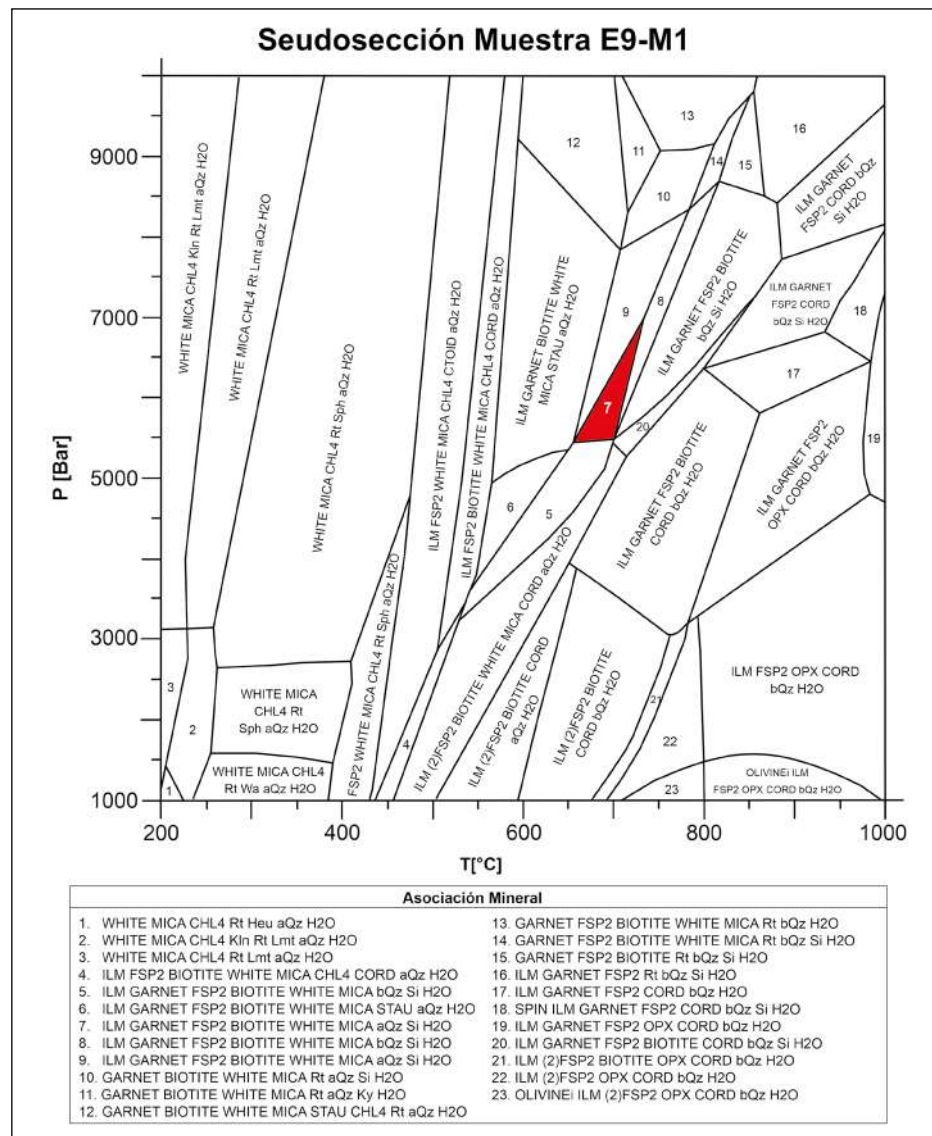 Seudosección Muestra E9-M1
P [Bar]
9000
7000
5000
3000
1000
200
400
600
800
1000
T[°C]
WHITE MICA CHL4 Kln Rt Lmt aQz H2O
WHITE MICA CHL4 Rt Lmt aQz H2O
WHITE MICA CHL4 Rt Sph aQz H2O
WHITE MICA
CHL4 Rt
Sph aQz H2O
WHITE MICA CHL4
Rt Wa aQz H2O
FSP2 WHITE MICA CHL4 Rt Sph aQz H2O
ILM FSP2 WHITE MICA CHL4 CTOID aQz H2O
ILM FSP2 BIOTITE WHITE MICA CHL4 CORD aQz H2O
ILM GARNET BIOTITE WHITE
MICA STAU aQz H2O
ILM (2)FSP2 BIOTITE WHITE MICA CORD aQz H2O
ILM (2)FSP2 BIOTITE CORD
aQz H2O
ILM (2)FSP2 BIOTITE
CORD bQz H2O
ILM GARNET FSP2 BIOTITE
bQz Si H2O
ILM GARNET FSP2 BIOTITE
CORD bQz H2O
ILM GARNET FSP2
OPX CORD bQz H2O
ILM GARNET
FSP2 CORD bQz
Si H2O
ILM GARNET
FSP2 CORD
bQz Si H2O
ILM FSP2 OPX CORD
bQz H2O
OLIVINEi ILM
FSP2 OPX CORD bQz H2O
1
2
3
4
5
6
7
8
9
10
11
12
13
14
15
16
17
18
19
20
21
22
23
Asociación Mineral
1. WHITE MICA CHL4 Rt Heu aQz H2O
2. WHITE MICA CHL4 Kln Rt Lmt aQz H2O
3. WHITE MICA CHL4 Rt Lmt aQz H2O
4. ILM FSP2 BIOTITE WHITE MICA CHL4 CORD aQz H2O
5. ILM GARNET FSP2 BIOTITE WHITE MICA bQz Si H2O
6. ILM GARNET FSP2 BIOTITE WHITE MICA STAU aQz H2O
7. ILM GARNET FSP2 BIOTITE WHITE MICA aQz Si H2O
8. ILM GARNET FSP2 BIOTITE WHITE MICA bQz Si H2O
9. ILM GARNET FSP2 BIOTITE WHITE MICA aQz Si H2O
10. GARNET BIOTITE WHITE MICA Rt aQz Si H2O
11. GARNET BIOTITE WHITE MICA Rt aQz Ky H2O
12. GARNET BIOTITE WHITE MICA STAU CHL4 Rt aQz H2O
13. GARNET FSP2 BIOTITE WHITE MICA Rt bQz H2O
14. GARNET FSP2 BIOTITE WHITE MICA Rt bQz Si H2O
15. GARNET FSP2 BIOTITE Rt bQz Si H2O
16. ILM GARNET FSP2 Rt bQz Si H2O
17. ILM GARNET FSP2 CORD bQz H2O
18. SPIN ILM GARNET FSP2 CORD bQz Si H2O
19. ILM GARNET FSP2 OPX CORD bQz H2O
20. ILM GARNET FSP2 BIOTITE CORD bQz Si H2O
21. ILM (2)FSP2 BIOTITE OPX CORD bQz H2O
22. ILM (2)FSP2 OPX CORD bQz H2O
23. OLIVINEi ILM (2)FSP2 OPX CORD bQz H2O